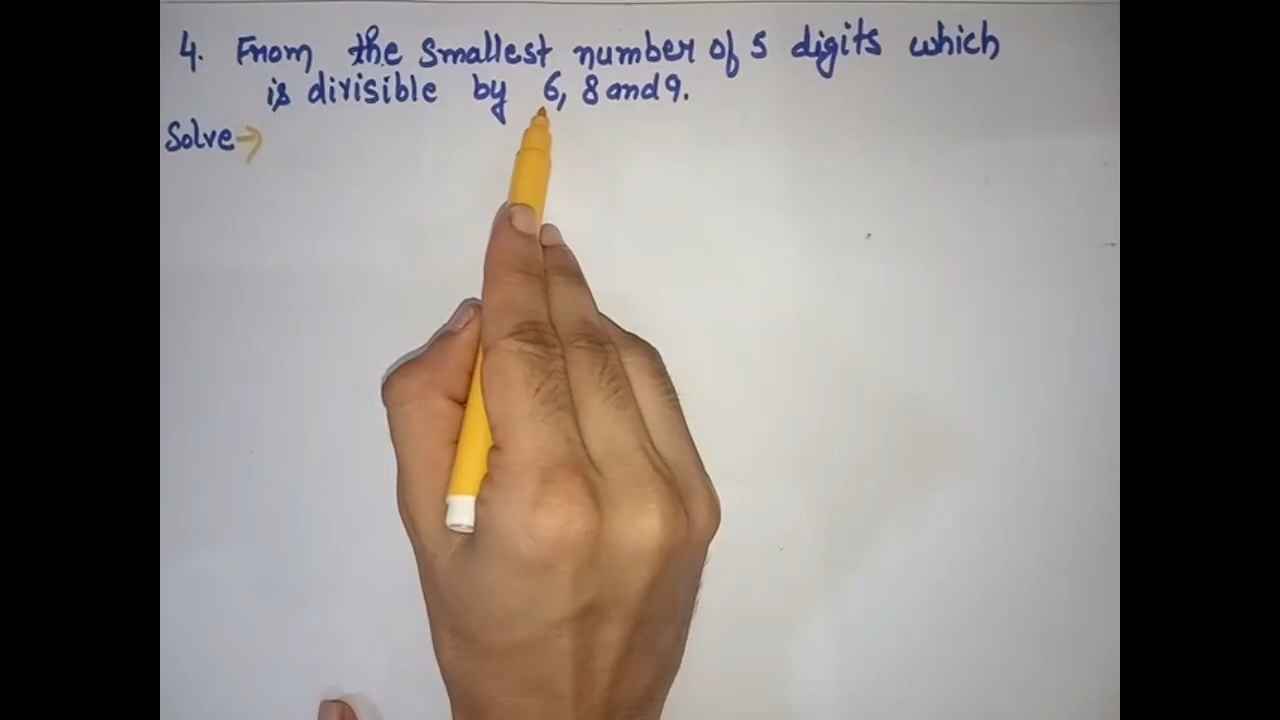 4. From the smallest number of 5 digits which
is divisible by 6, 8 and 9.
Solve→